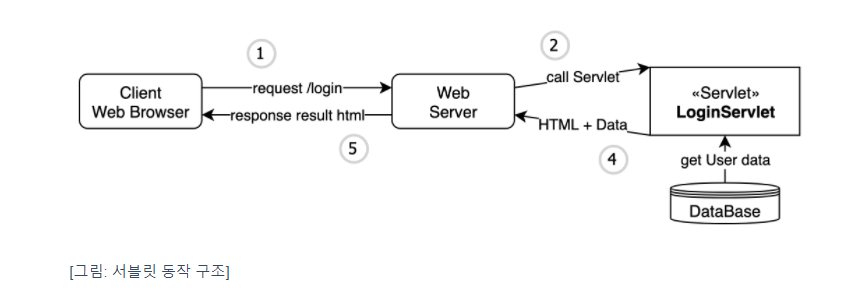 1
2
request /login
call Servlet
Client
Web Browser
Web
Server
«Servlet»
LoginServlet
response result html
HTML + Data
5
4
get User data
DataBase
[그림: 서블릿 동작 구조]